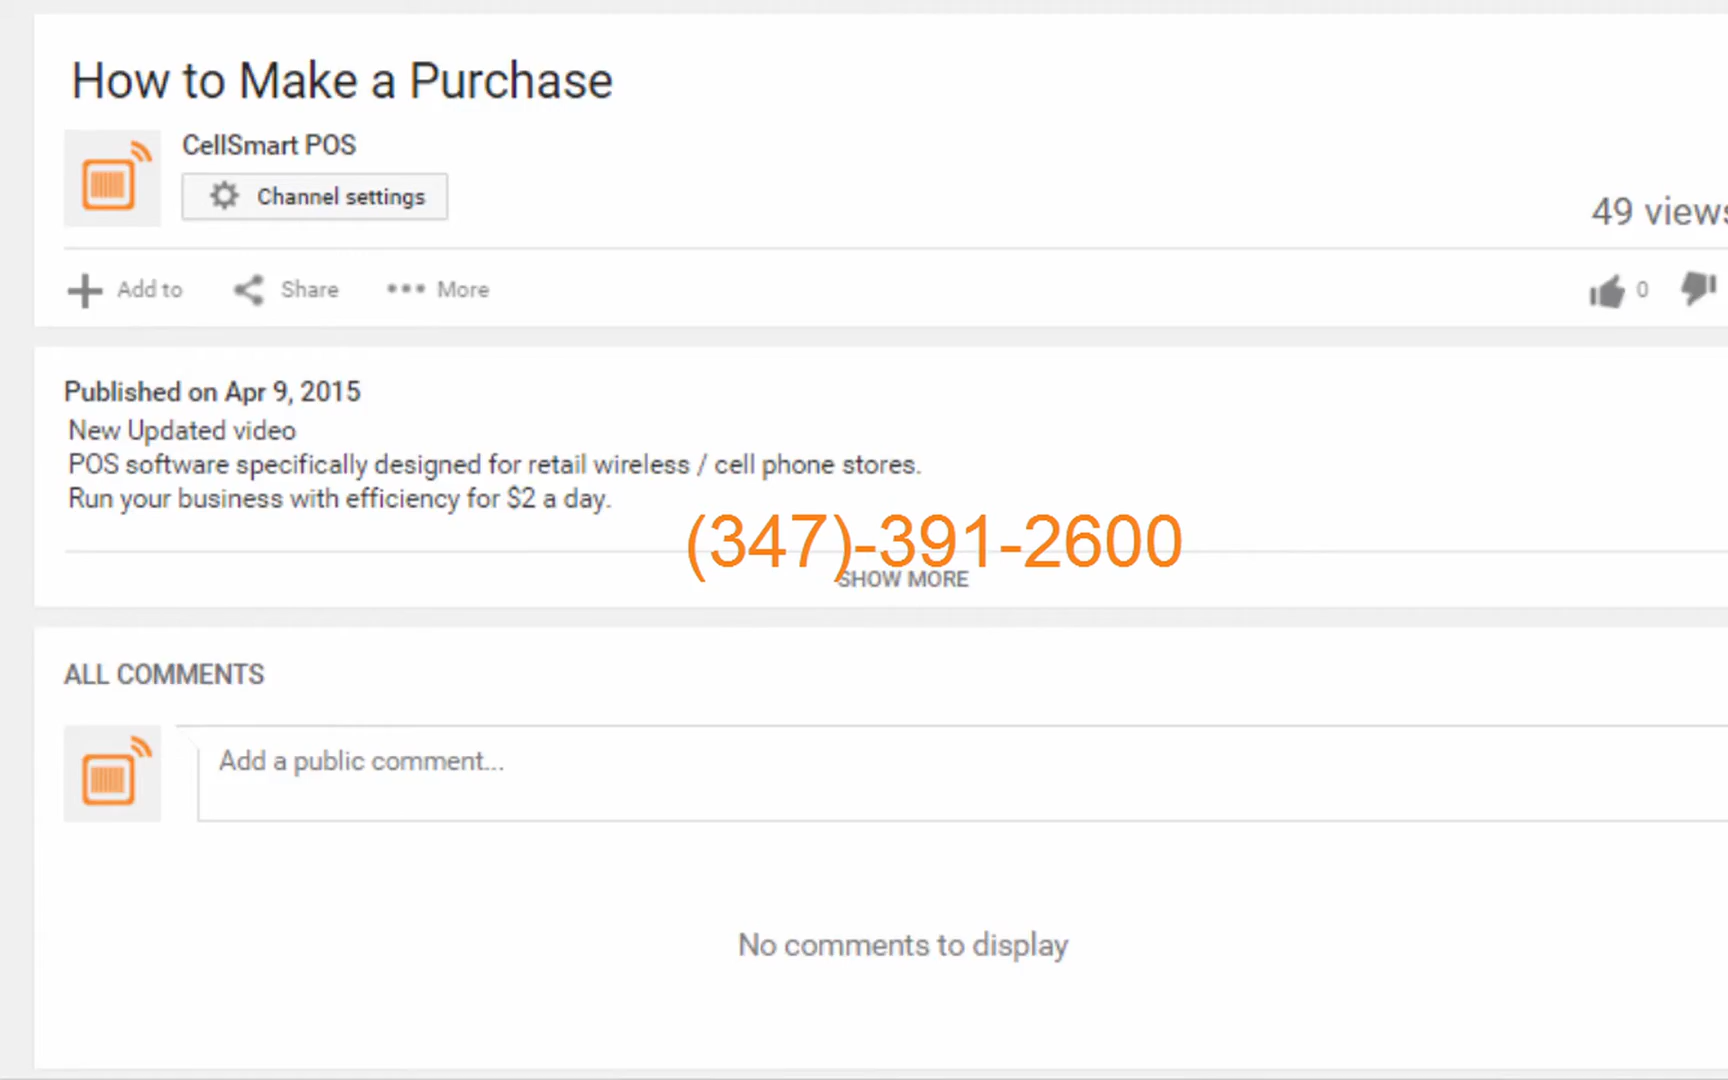 How to Make a Purchase
CellSmart POS
Channel settings
49 views
Add to
Share
More
0
Published on Apr 9, 2015
New Updated video
POS software specifically designed for retail wireless / cell phone stores.
Run your business with efficiency for $2 a day.
(347)-391-2600
SHOW MORE
ALL COMMENTS
Add a public comment...
No comments to display